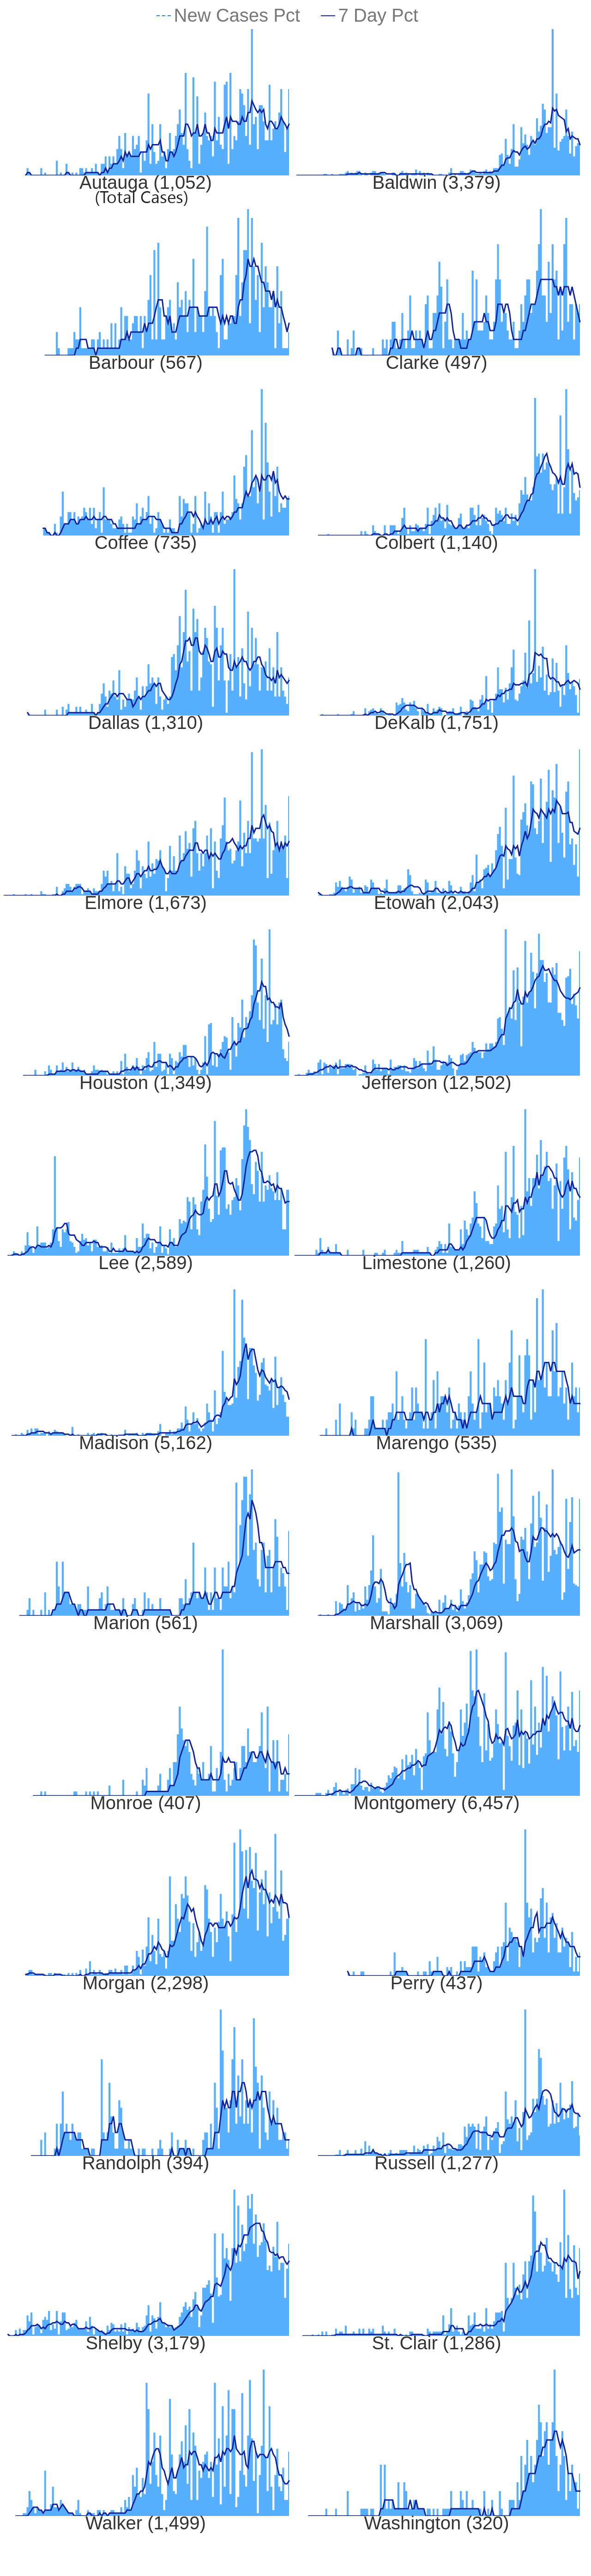 New Cases Pct 7 Day Pct
Autauga (1,052) Baldwin (3,379)
(Total Cases)
Barbour (567) Clarke (497)
Coffee (735) Colbert (1,140)
Dallas (1,310) DeKalb (1,751)
Elmore (1,673) Etowah (2,043)
Houston (1,349) Jefferson (12,502)
Lee (2,589) Limestone (1,260)
Madison (5,162) Marengo (535)
Marion (561) Marshall (3,069)
Monroe (407) Montgomery (6,457)
Morgan (2,298) Perry (437)
Randolph (394) Russell (1,277)
Shelby (3,179) St. Clair (1,286)
Walker (1,499) Washington (320)